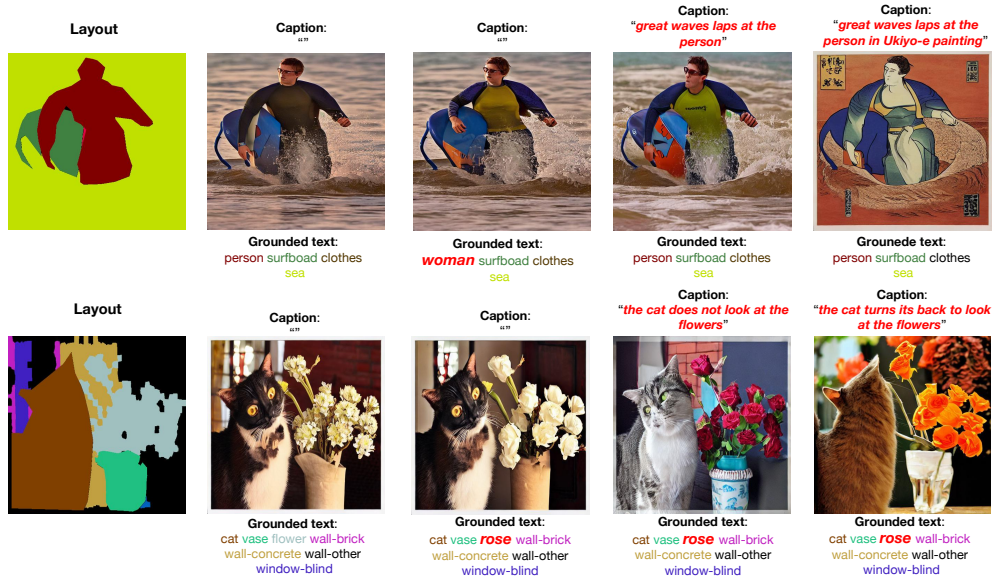 Layout
Caption:
“”
Caption:
“”
Caption:
“great waves laps at the
person”
Caption:
“great waves laps at the
person in Ukiyo-e painting”
Grounded text:
person surfboad clothes
sea
Grounded text:
woman surfboad clothes
sea
Grounded text:
person surfboad clothes
sea
Grounede text:
person surfboad clothes
sea
Layout
Caption:
“”
Caption:
“”
Caption:
“the cat does not look at the
flowers”
Caption:
“the cat turns its back to look
at the flowers”
Grounded text:
cat vase flower wall-brick
wall-concrete wall-other
window-blind
Grounded text:
cat vase rose wall-brick
wall-concrete wall-other
window-blind
Grounded text:
cat vase rose wall-brick
wall-concrete wall-other
window-blind
Grounded text:
cat vase rose wall-brick
wall-concrete wall-other
window-blind